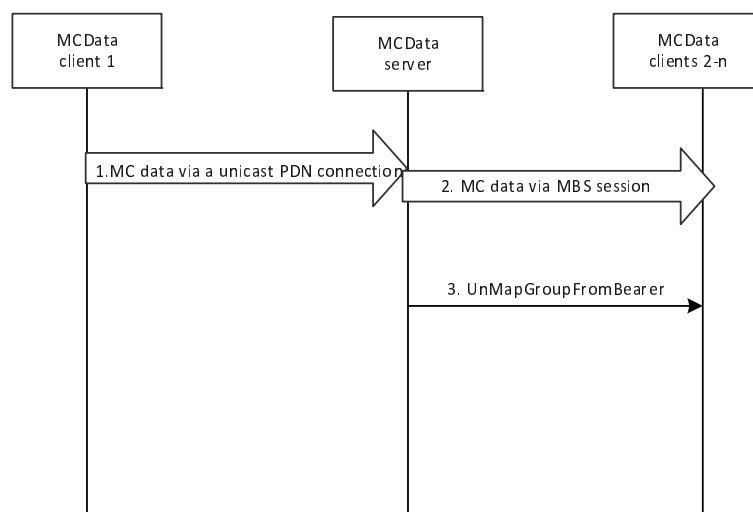 MCData
client 1
MCData
server
MCData
clients 2-n
1.MC data via a unicast PDN connection
2. MC data via MBS session
3. UnMapGroupFromBearer